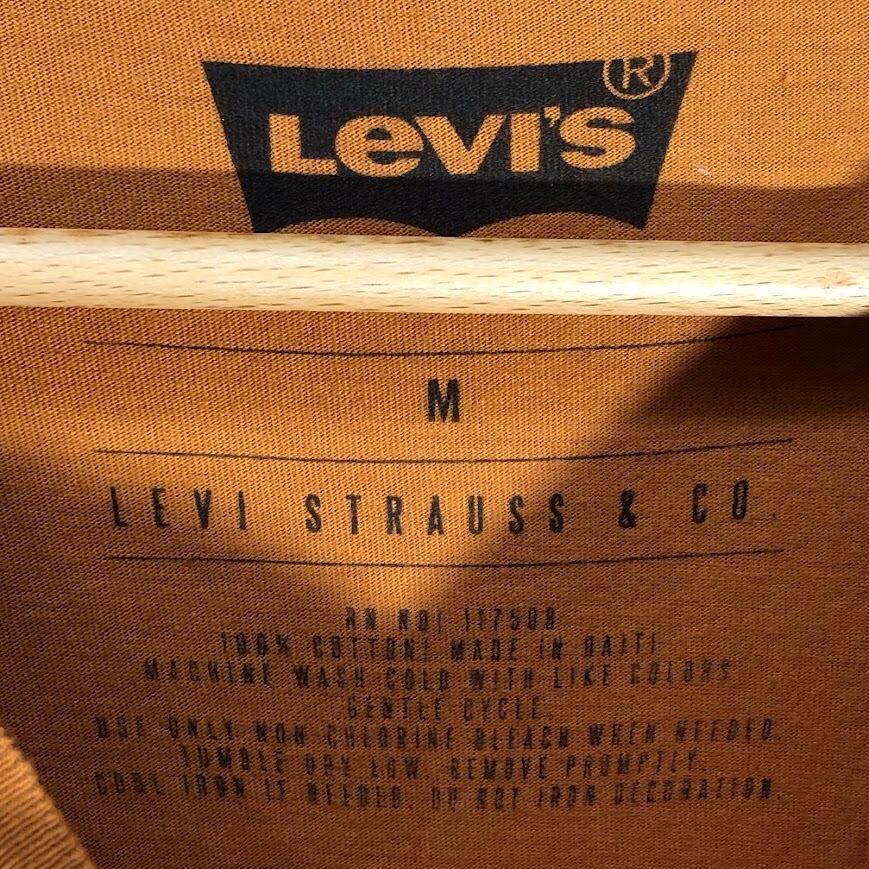 LEVI'S ®
M
LEVI STRAUSS & CO.
RN NO: 117508
100% COTTON: MADE IN HAITI
MACHINE WASH COLD WITH LIKE COLORS
GENTLE CYCLE.
USE ONLY NON CHLORINE BLEACH WHEN NEEDED.
TUMBLE DRY LOW. REMOVE PROMPTLY.
COOL IRON IF NEEDED. DO NOT IRON DECORATION.